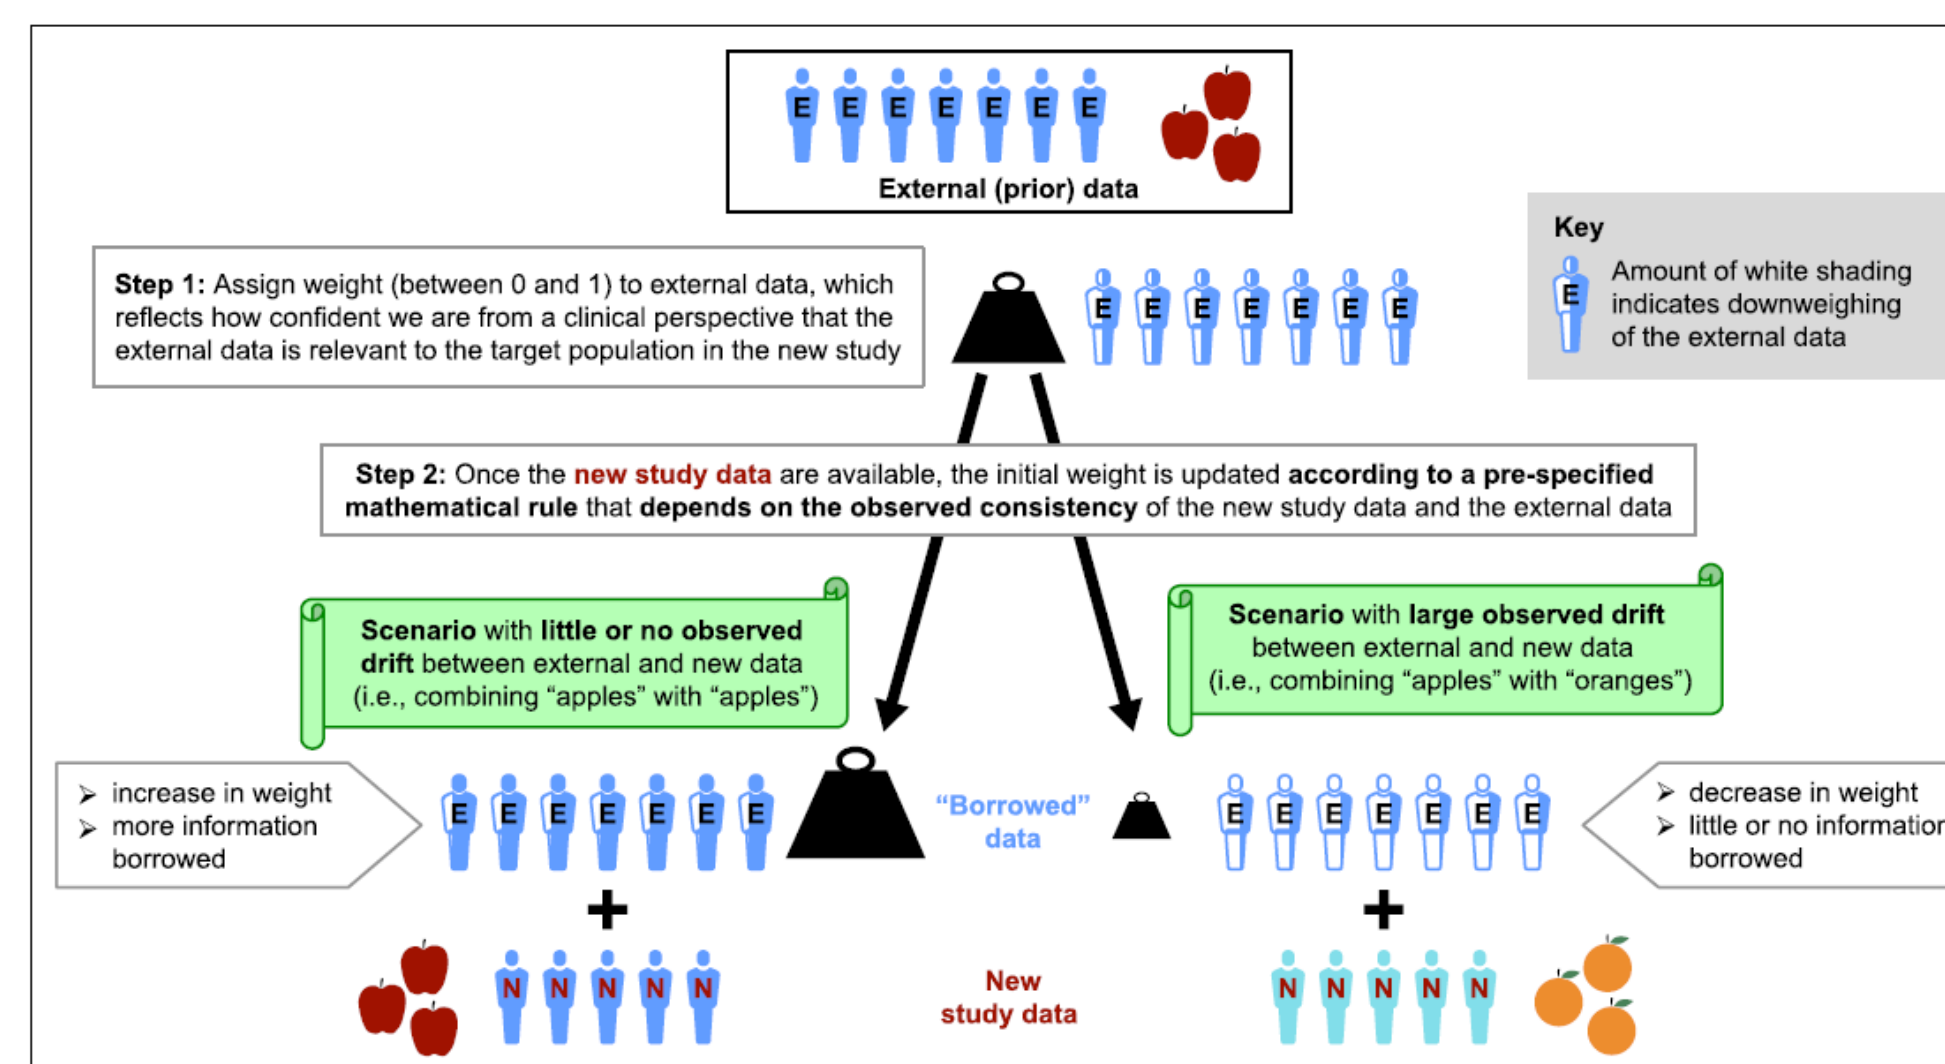 E E E E E E E
External (prior) data
Step 1: Assign weight (between 0 and 1) to external data, which
reflects how confident we are from a clinical perspective that the
external data is relevant to the target population in the new study
E E E E E E E
Key
E
Amount of white shading
indicates downweighing
of the external data
Step 2: Once the new study data are available, the initial weight is updated according to a pre-specified
mathematical rule that depends on the observed consistency of the new study data and the external data
Scenario with little or no observed
drift between external and new data
(i.e., combining “apples” with “apples”)
Scenario with large observed drift
between external and new data
(i.e., combining “apples” with “oranges”)
➢ increase in weight
➢ more information
borrowed
E E E E E E E
“Borrowed”
data
E E E E E E E
➢ decrease in weight
➢ little or no information
borrowed
+
+
N N N N N
New
study data
N N N N N